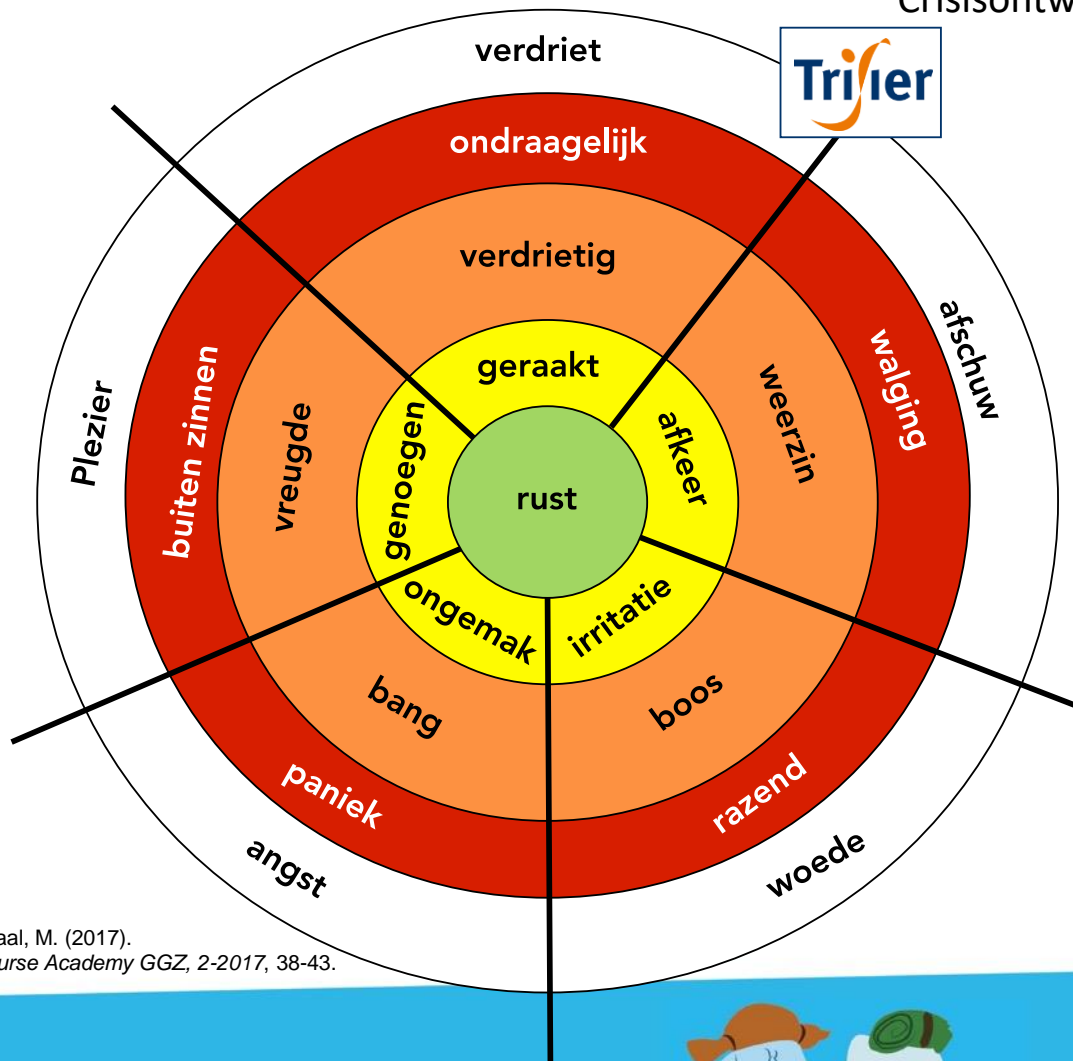 Crisisontw
Trifier
verdriet
ondraagelijk
verdrietig
geraakt
rust
Plezier
buiten zinnen
vreugde
genoegen
afkeer
weerzin
walging
afschuw
ongemak
irritatie
bang
boos
paniek
razend
angst
woede
aal, M. (2017).
urse Academy GGZ, 2-2017, 38-43.